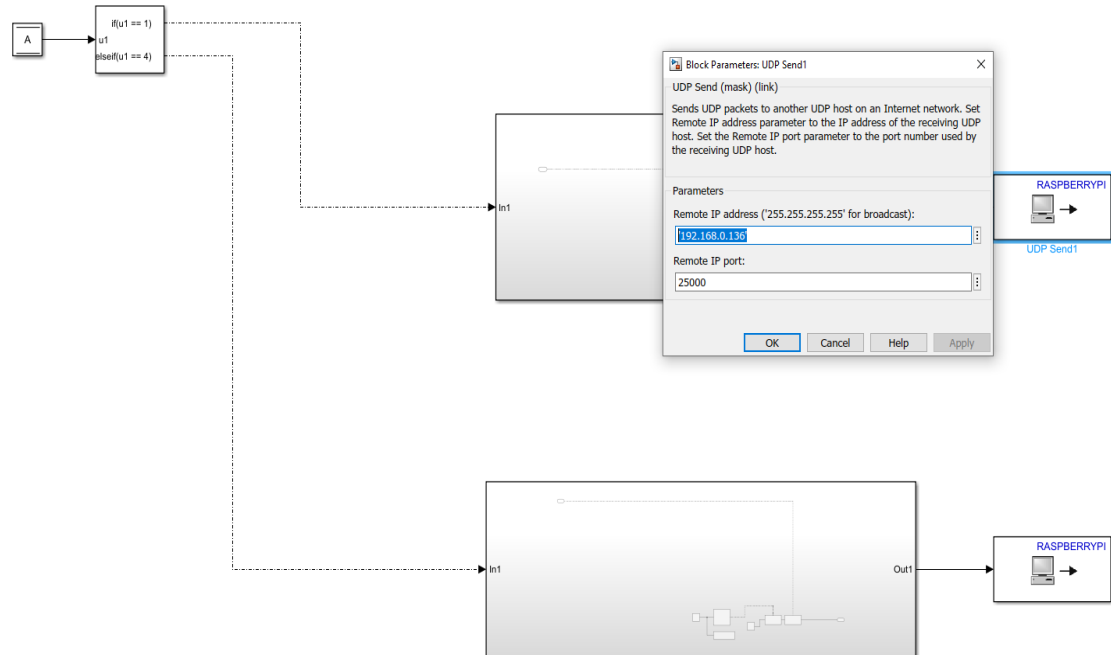 if(u1 == 1)
A
u1
elseif(u1 == 4)
Block Parameters: UDP Send1
UDP Send (mask) (link)
Sends UDP packets to another UDP host on an Internet network. Set
Remote IP address parameter to the IP address of the receiving UDP
host. Set the Remote IP port parameter to the port number used by
the receiving UDP host.
Parameters
Remote IP address ('255.255.255.255' for broadcast):
'192.168.0.136'
Remote IP port:
25000
OK Cancel Help Apply
In1
RASPBERRYPI
UDP Send1
In1
Out1
RASPBERRYPI